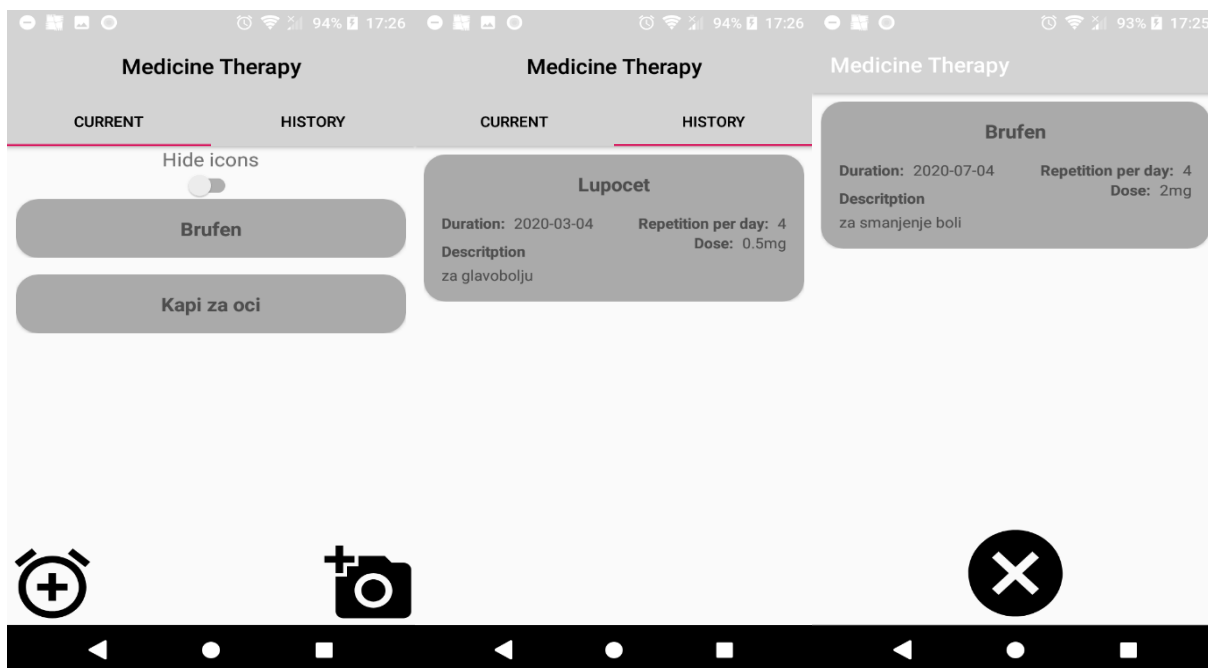 94% 17:26
Medicine Therapy
CURRENT HISTORY
Hide icons
Brufen
Kapi za oci
94% 17:26
Medicine Therapy
CURRENT HISTORY
Lupocet
Duration: 2020-03-04 Repetition per day: 4
Dose: 0.5mg
Descritption
za glavobolju
93% 17:25
Medicine Therapy
Brufen
Duration: 2020-07-04 Repetition per day: 4
Dose: 2mg
Descritption
za smanjenje boli